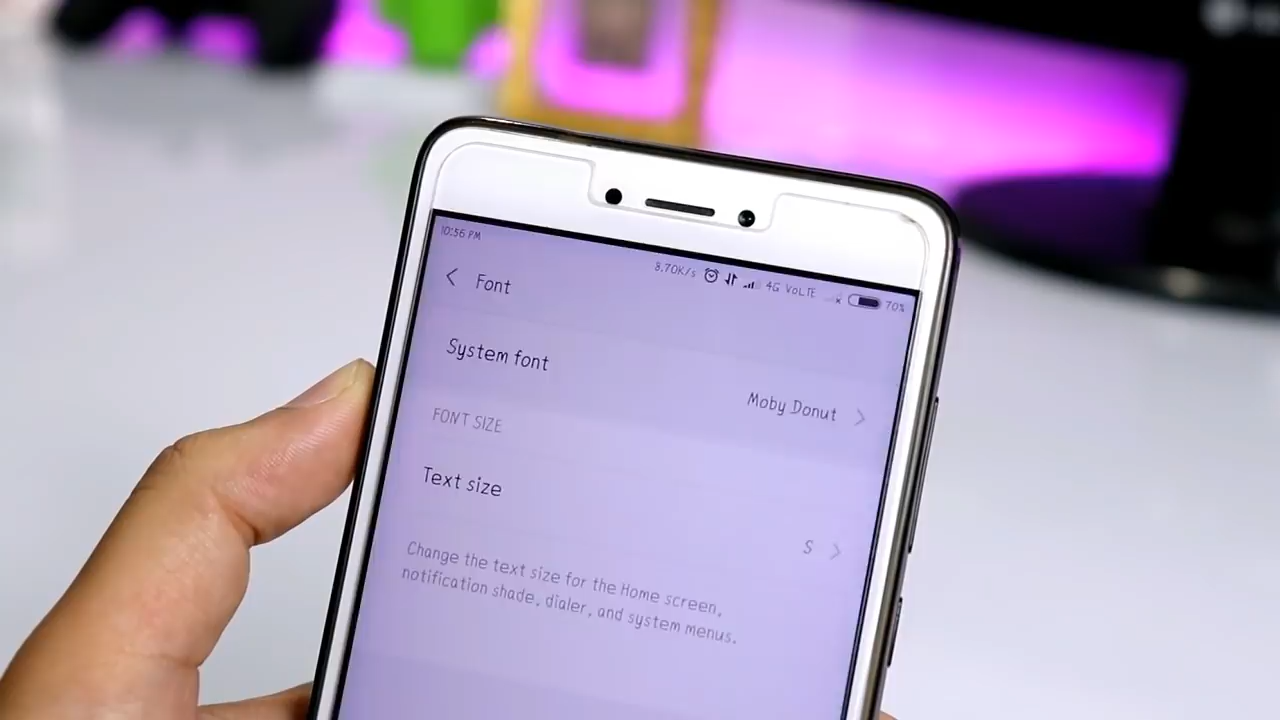 10:56 PM 8.70K/s 4G VoLTE 70%
Font
System font
Moby Donut
FONT SIZE
Text size
S
Change the text size for the Home screen,
notification shade, dialer, and system menus.